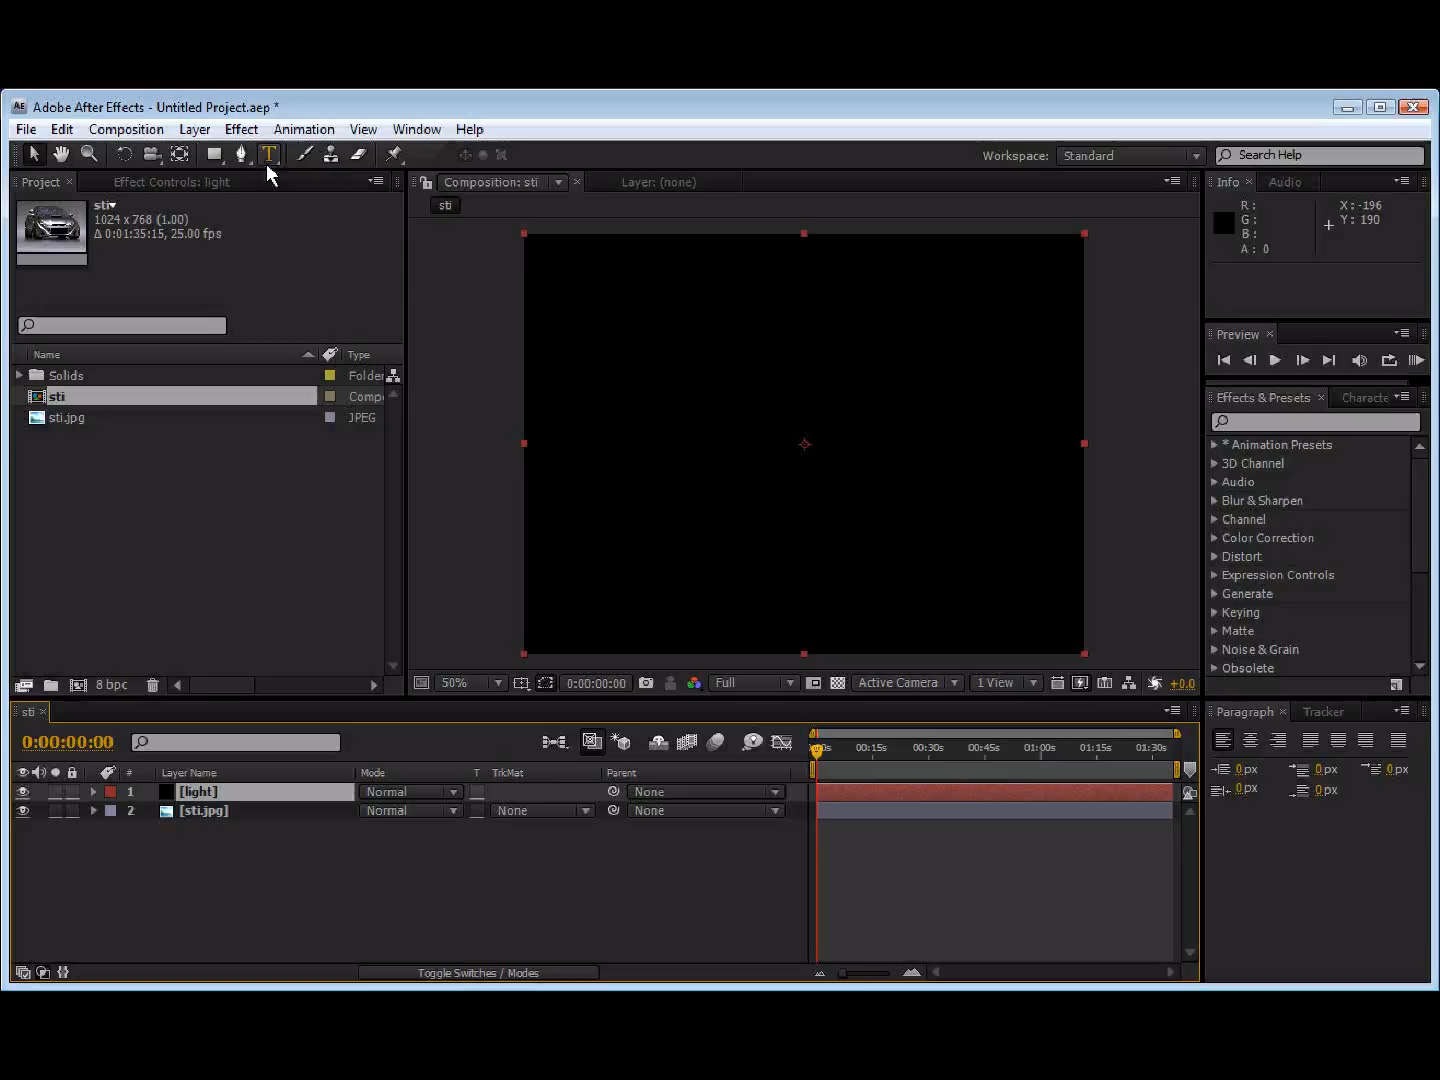 Adobe After Effects - Untitled Project.aep *
File Edit Composition Layer Effect Animation View Window Help
Workspace: Standard Search Help
Project Effect Controls: light
sti
1024 x 768 (1.00)
Δ 0:01:35:15, 25.00 fps
Name Type
Solids Folder
sti Compo
sti.jpg JPEG
8 bpc
Composition: sti Layer: (none)
sti
50% 0:00:00:00 Full Active Camera 1 View +0.0
Info Audio
R: X: -196
G: Y: 190
B:
A: 0
Preview
Effects & Presets Characte
* Animation Presets
3D Channel
Audio
Blur & Sharpen
Channel
Color Correction
Distort
Expression Controls
Generate
Keying
Matte
Noise & Grain
Obsolete
sti
0:00:00:00
0s 00:15s 00:30s 00:45s 01:00s 01:15s 01:30s
# Layer Name Mode T TrkMat Parent
1 [light] Normal None
2 [sti.jpg] Normal None None
Toggle Switches / Modes
Paragraph Tracker
0 px 0 px 0 px
0 px 0 px